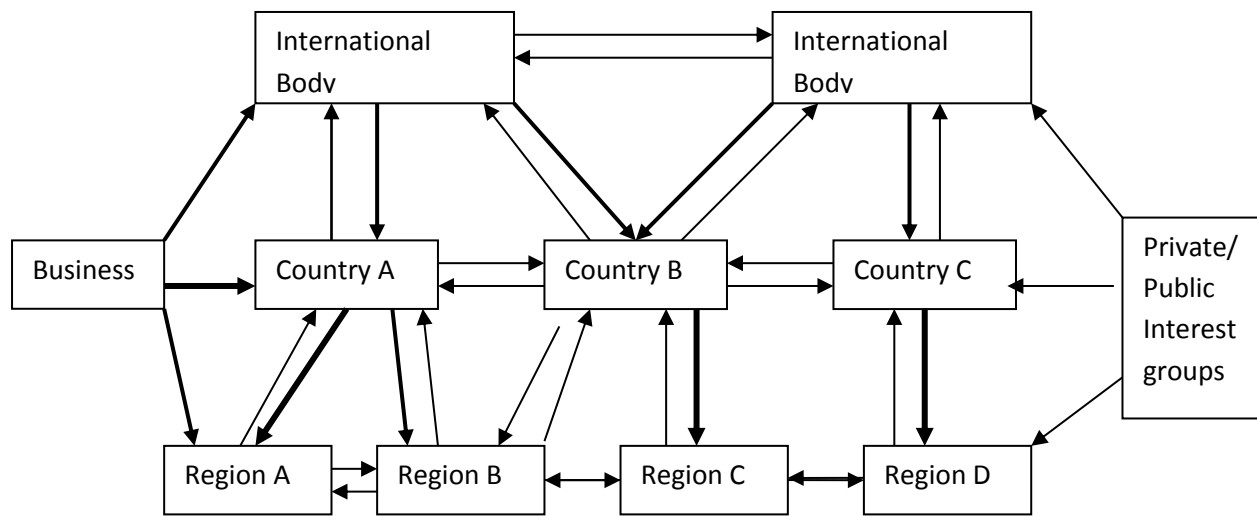 International
Body
International
Body
Business
Country A
Country B
Country C
Private/
Public
Interest
groups
Region A
Region B
Region C
Region D